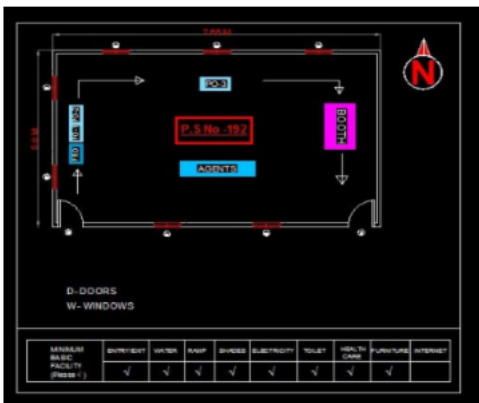 N
PO-3
P.S No -192
BOOTH
AGENTS
D-DOORS
W-WINDOWS
MINIMUM BASIC FACILITY
ENTRY/EXIT
WATER
RAMP
SHADES
ELECTRICITY
TOILET
HEALTH CARE
FURNITURE
INTERNET
√ √ √ √ √ √ √ √